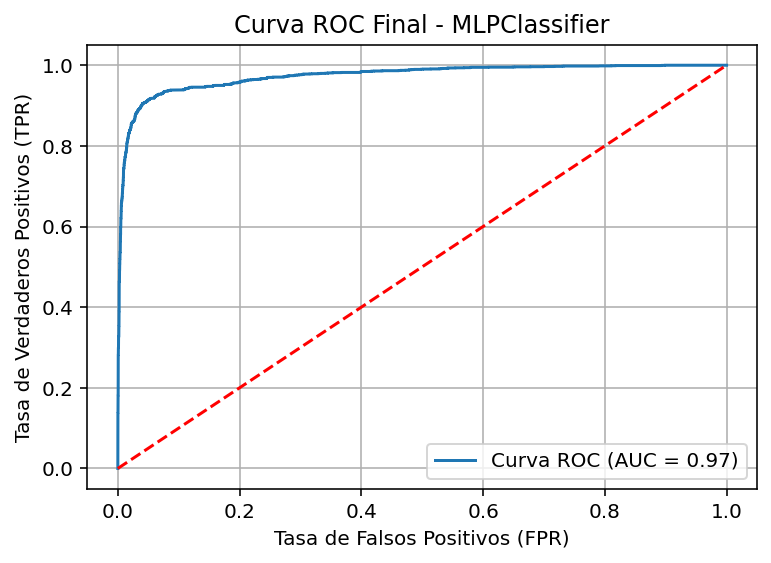 Curva ROC Final - MLPClassifier
Tasa de Verdaderos Positivos (TPR)
1.0
0.8
0.6
0.4
0.2
0.0
Curva ROC (AUC = 0.97)
0.0 0.2 0.4 0.6 0.8 1.0
Tasa de Falsos Positivos (FPR)